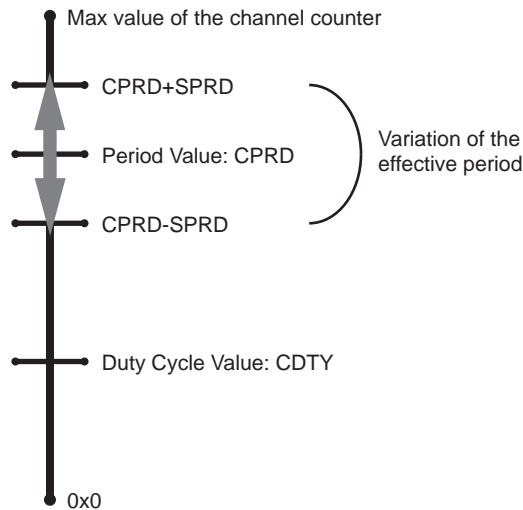 Max value of the channel counter
CPRD+SPRD
Period Value: CPRD
Variation of the
effective period
CPRD-SPRD
Duty Cycle Value: CDTY
0x0